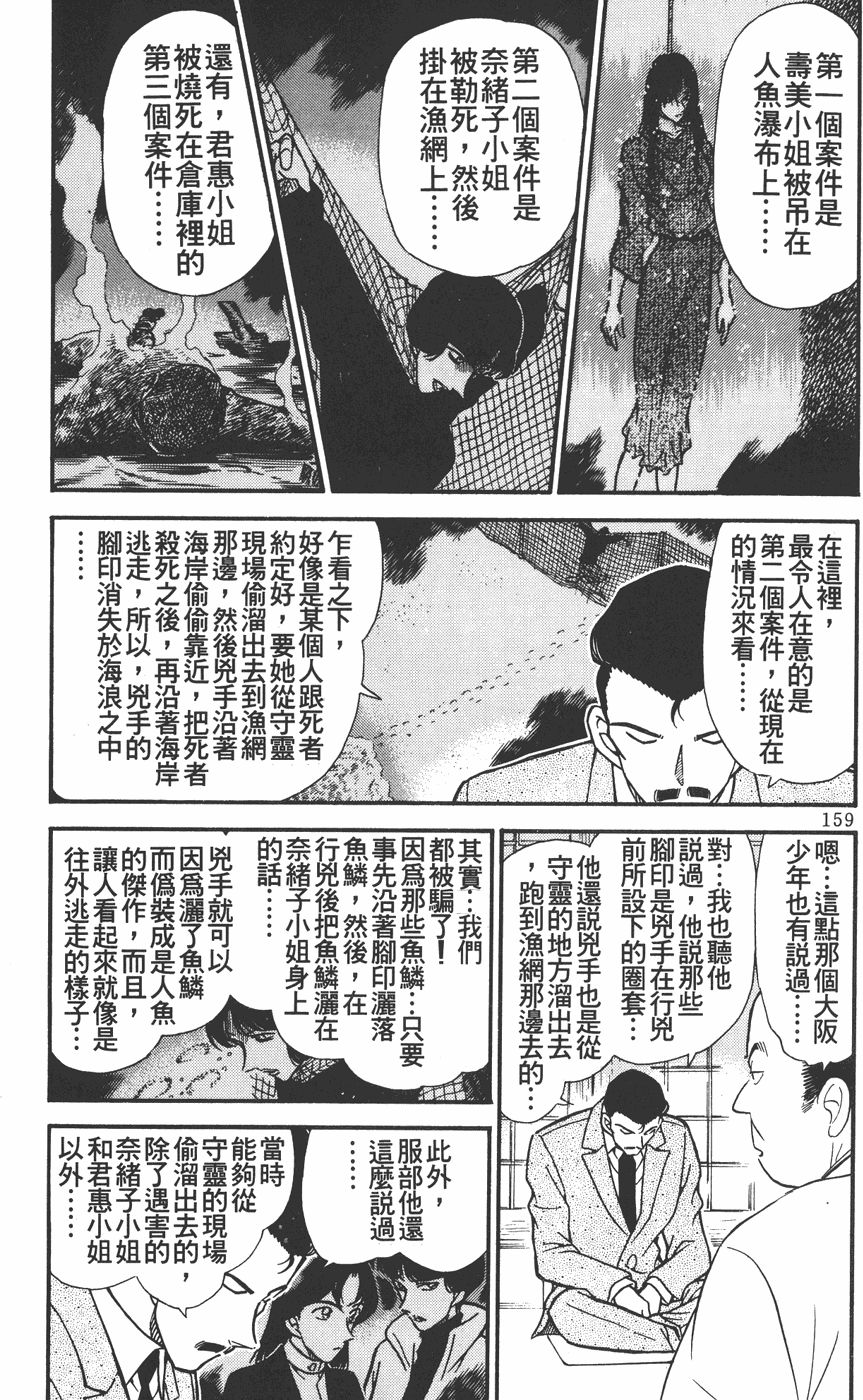 第一個案件是
壽美小姐被吊在
人魚瀑布上……
第二個案件是
奈緒子小姐
被勒死，然後
掛在漁網上…
還有，君惠小姐
被燒死在倉庫裡的
第三個案件……
在這裡，
最令人在意的是
第二個案件，從現在
的情況來看……
乍看之下，
好像是某個人跟死者
約定好，要她從守靈
現場偷溜出去到漁網
那邊，然後兇手沿著
海岸偷偷靠近，把死者
殺死之後，再沿著海岸
逃走，所以，兇手的
腳印消失於海浪之中
……
159
嗯…這點那個大阪
少年也有說過……
對…我也聽他
說過，他說那些
腳印是兇手在行兇
前所設下的圈套…
他還說兇手也是從
守靈的地方溜出去
，跑到漁網那邊去的…
其實…我們
都被騙了!
因為那些魚鱗…只要
事先沿著腳印灑落
魚鱗，然後，在
行兇後把魚鱗灑在
奈緒子小姐身上
的話……
兇手就可以
因為灑了魚鱗
而偽裝成是人魚
的傑作，而且，
讓人看起來就像是
往外逃走的樣子…
此外，
服部他還
這麼說過
……
當時
能夠從
守靈的現場
偷溜出去的，
除了遇害的
奈緒子小姐
和君惠小姐
以外……